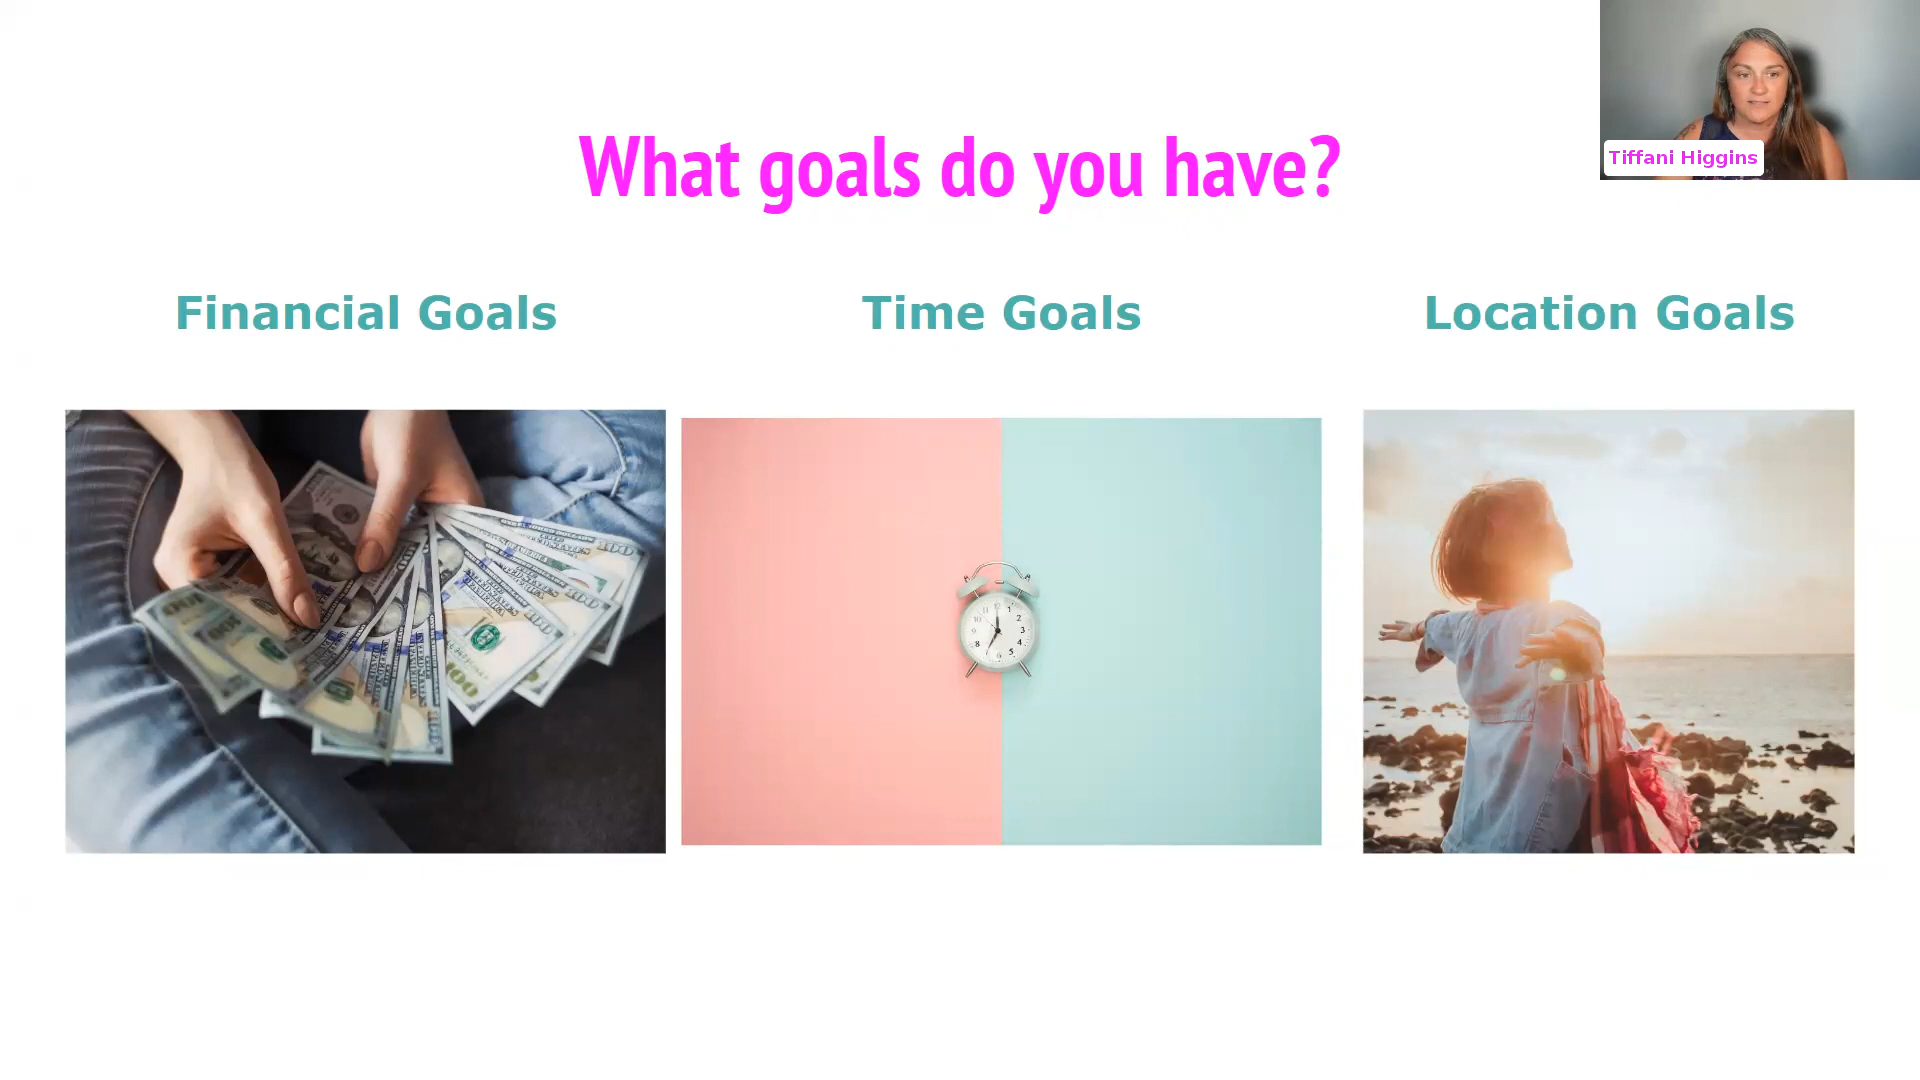 What goals do you have?
Tiffani Higgins
Financial Goals
Time Goals
Location Goals